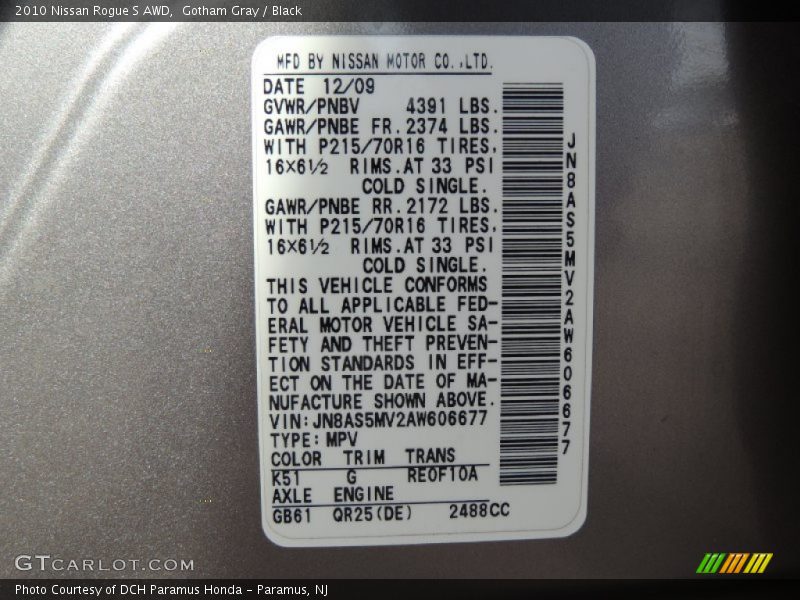 2010 Nissan Rogue S AWD,  Gotham Gray / Black
MFD BY NISSAN MOTOR CO.,LTD.
DATE 12/09
GVWR/PNBV 4391 LBS.
GAWR/PNBE FR.2374 LBS.
WITH P215/70R16 TIRES,
16×6½ RIMS.AT 33 PSI
COLD SINGLE.
GAWR/PNBE RR.2172 LBS.
WITH P215/70R16 TIRES,
16×6½ RIMS.AT 33 PSI
COLD SINGLE.
THIS VEHICLE CONFORMS
TO ALL APPLICABLE FED-
ERAL MOTOR VEHICLE SA-
FETY AND THEFT PREVEN-
TION STANDARDS IN EFF-
ECT ON THE DATE OF MA-
NUFACTURE SHOWN ABOVE.
VIN:JN8AS5MV2AW606677
TYPE:MPV
COLOR TRIM TRANS
K51 G RE0F10A
AXLE ENGINE
GB61 QR25(DE) 2488CC
JN8AS5MV2AW606677
GTCARLOT.COM
Photo Courtesy of DCH Paramus Honda - Paramus, NJ